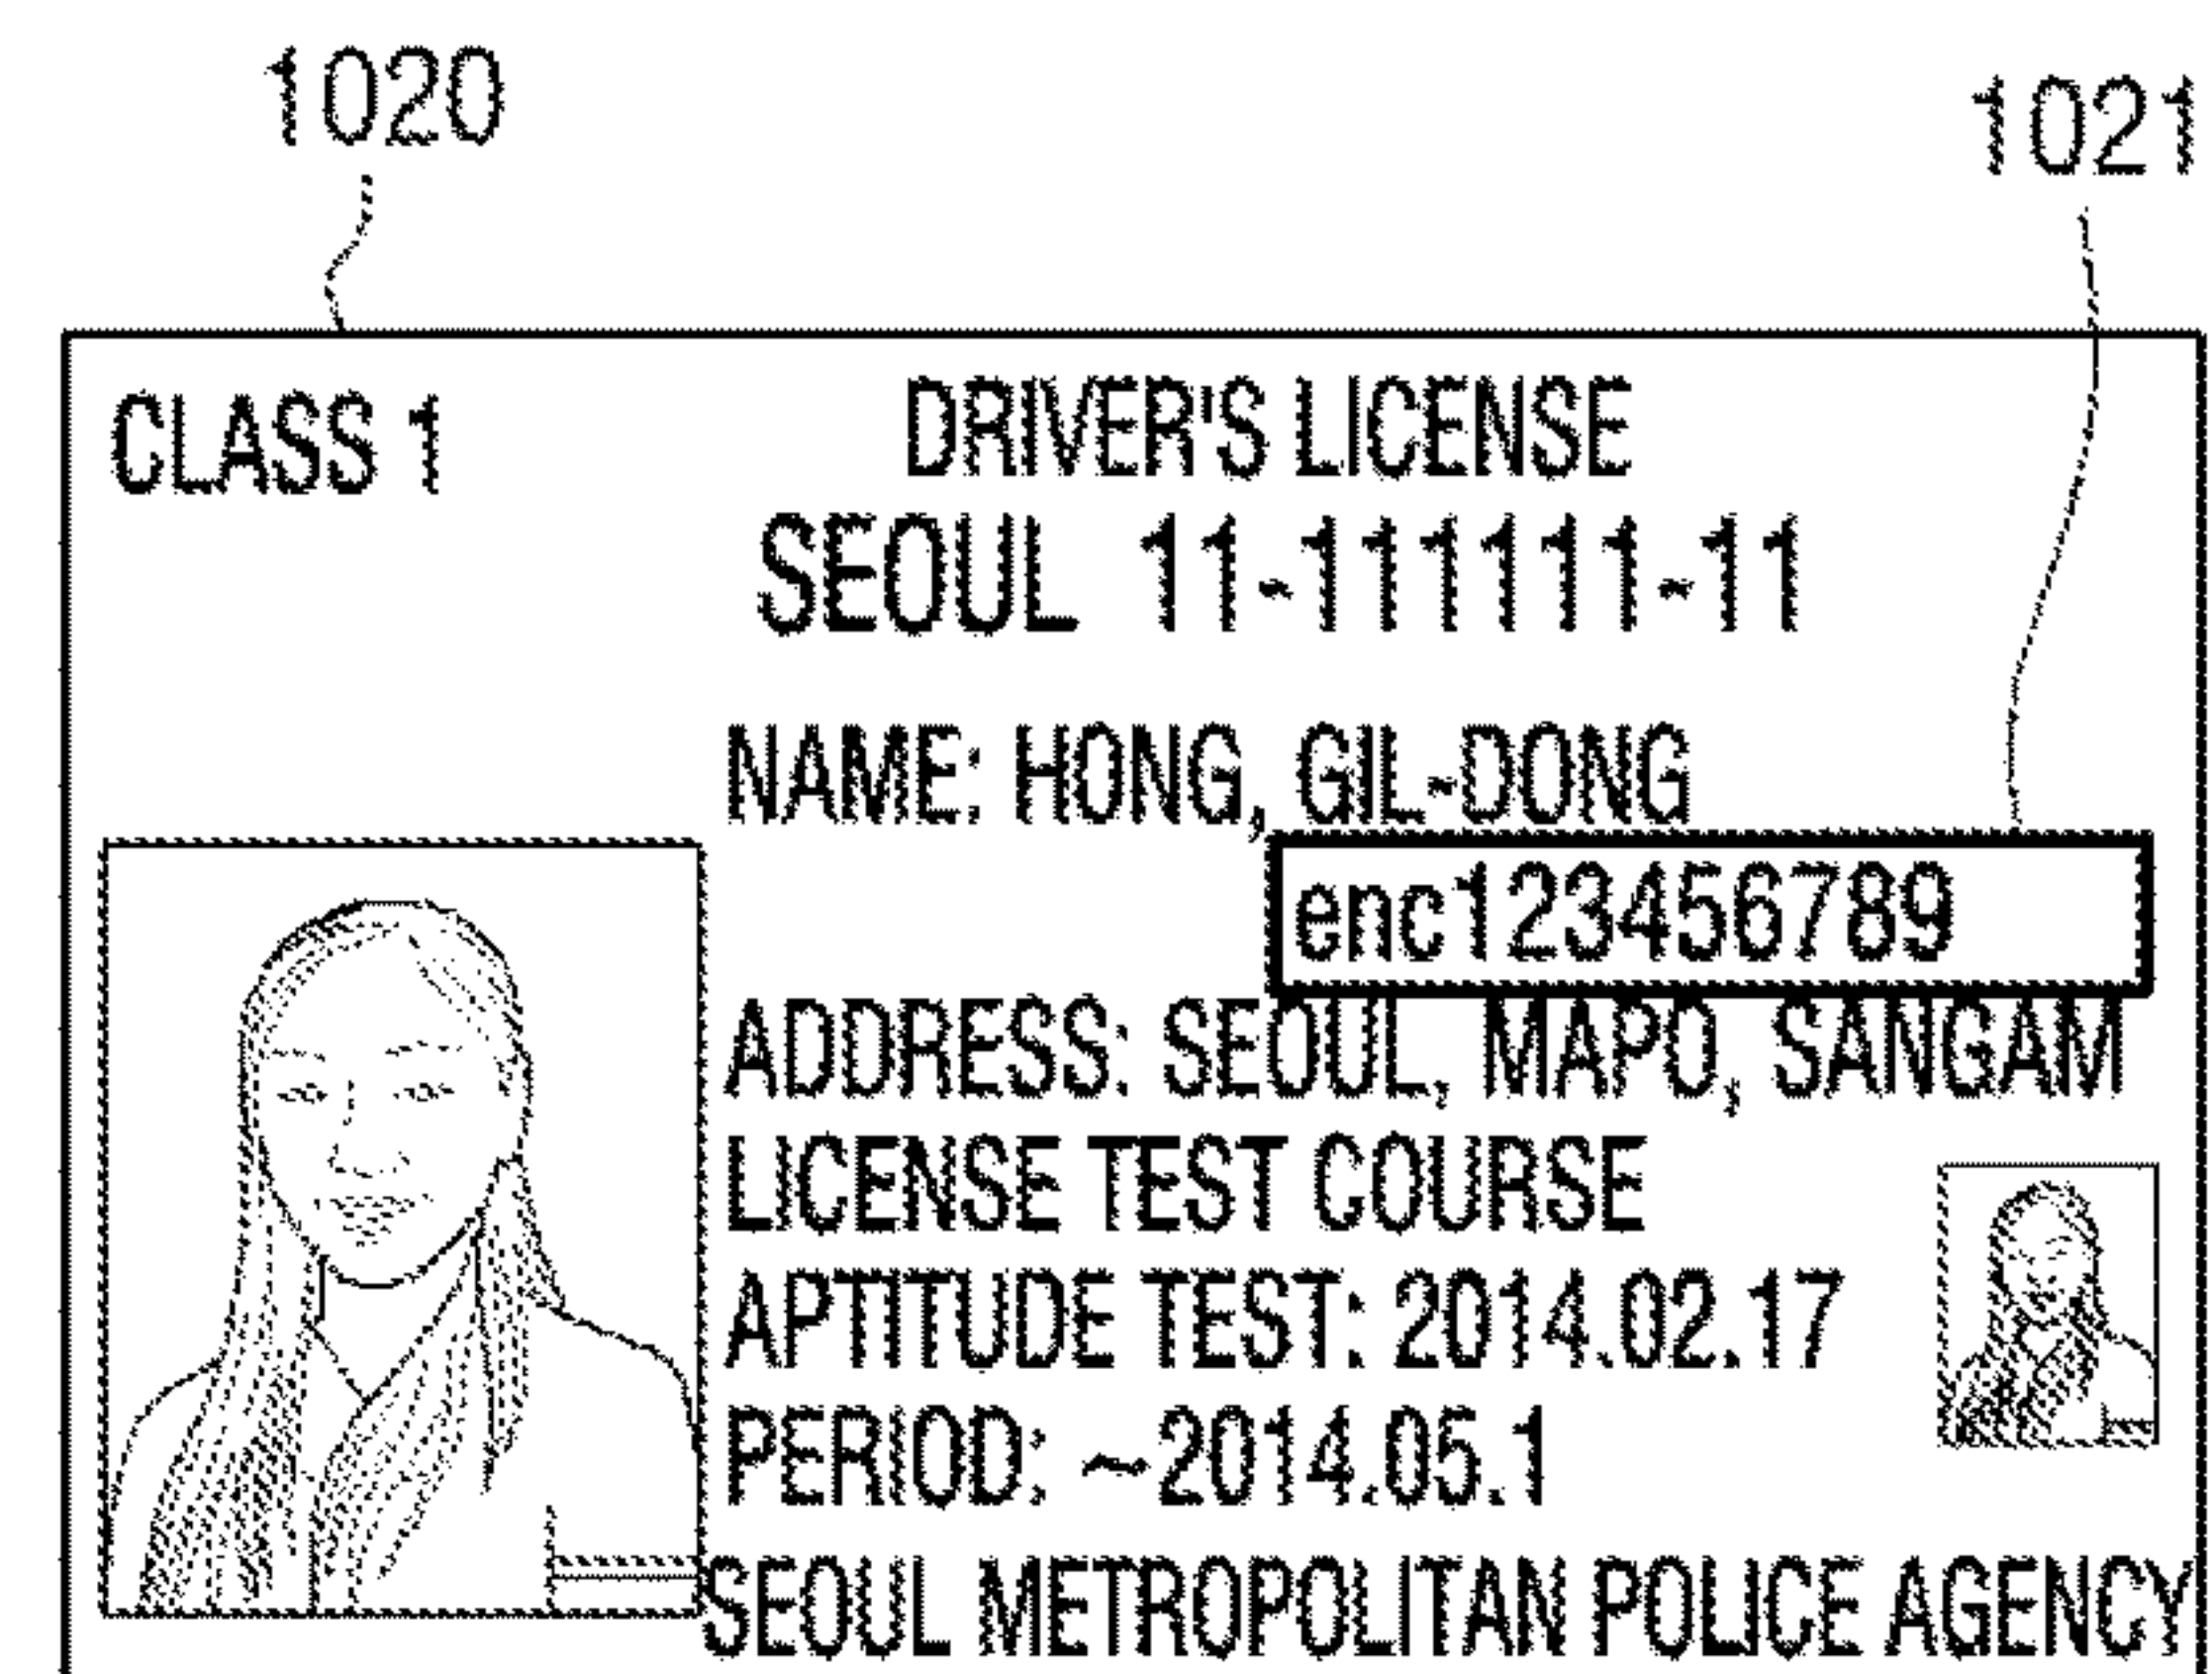 1020
1021
CLASS 1
DRIVER'S LICENSE
SEOUL 11-111111-11
NAME: HONG, GIL-DONG
enc123456789
ADDRESS: SEOUL, MAPO, SANGAM
LICENSE TEST COURSE
APTITUDE TEST: 2014.02.17
PERIOD: ~2014.05.1
SEOUL METROPOLITAN POLICE AGENCY